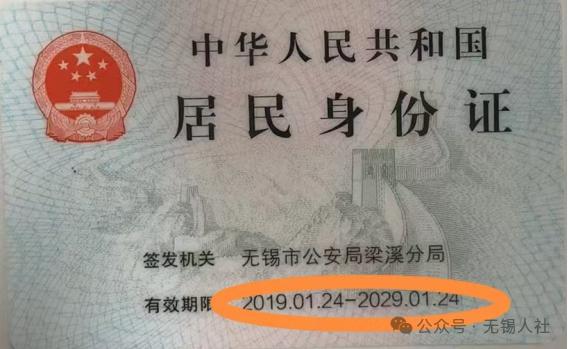 中华人民共和国
居民身份证
签发机关 无锡市公安局梁溪分局
有效期限 2019.01.24-2029.01.24
公众号·无锡人社